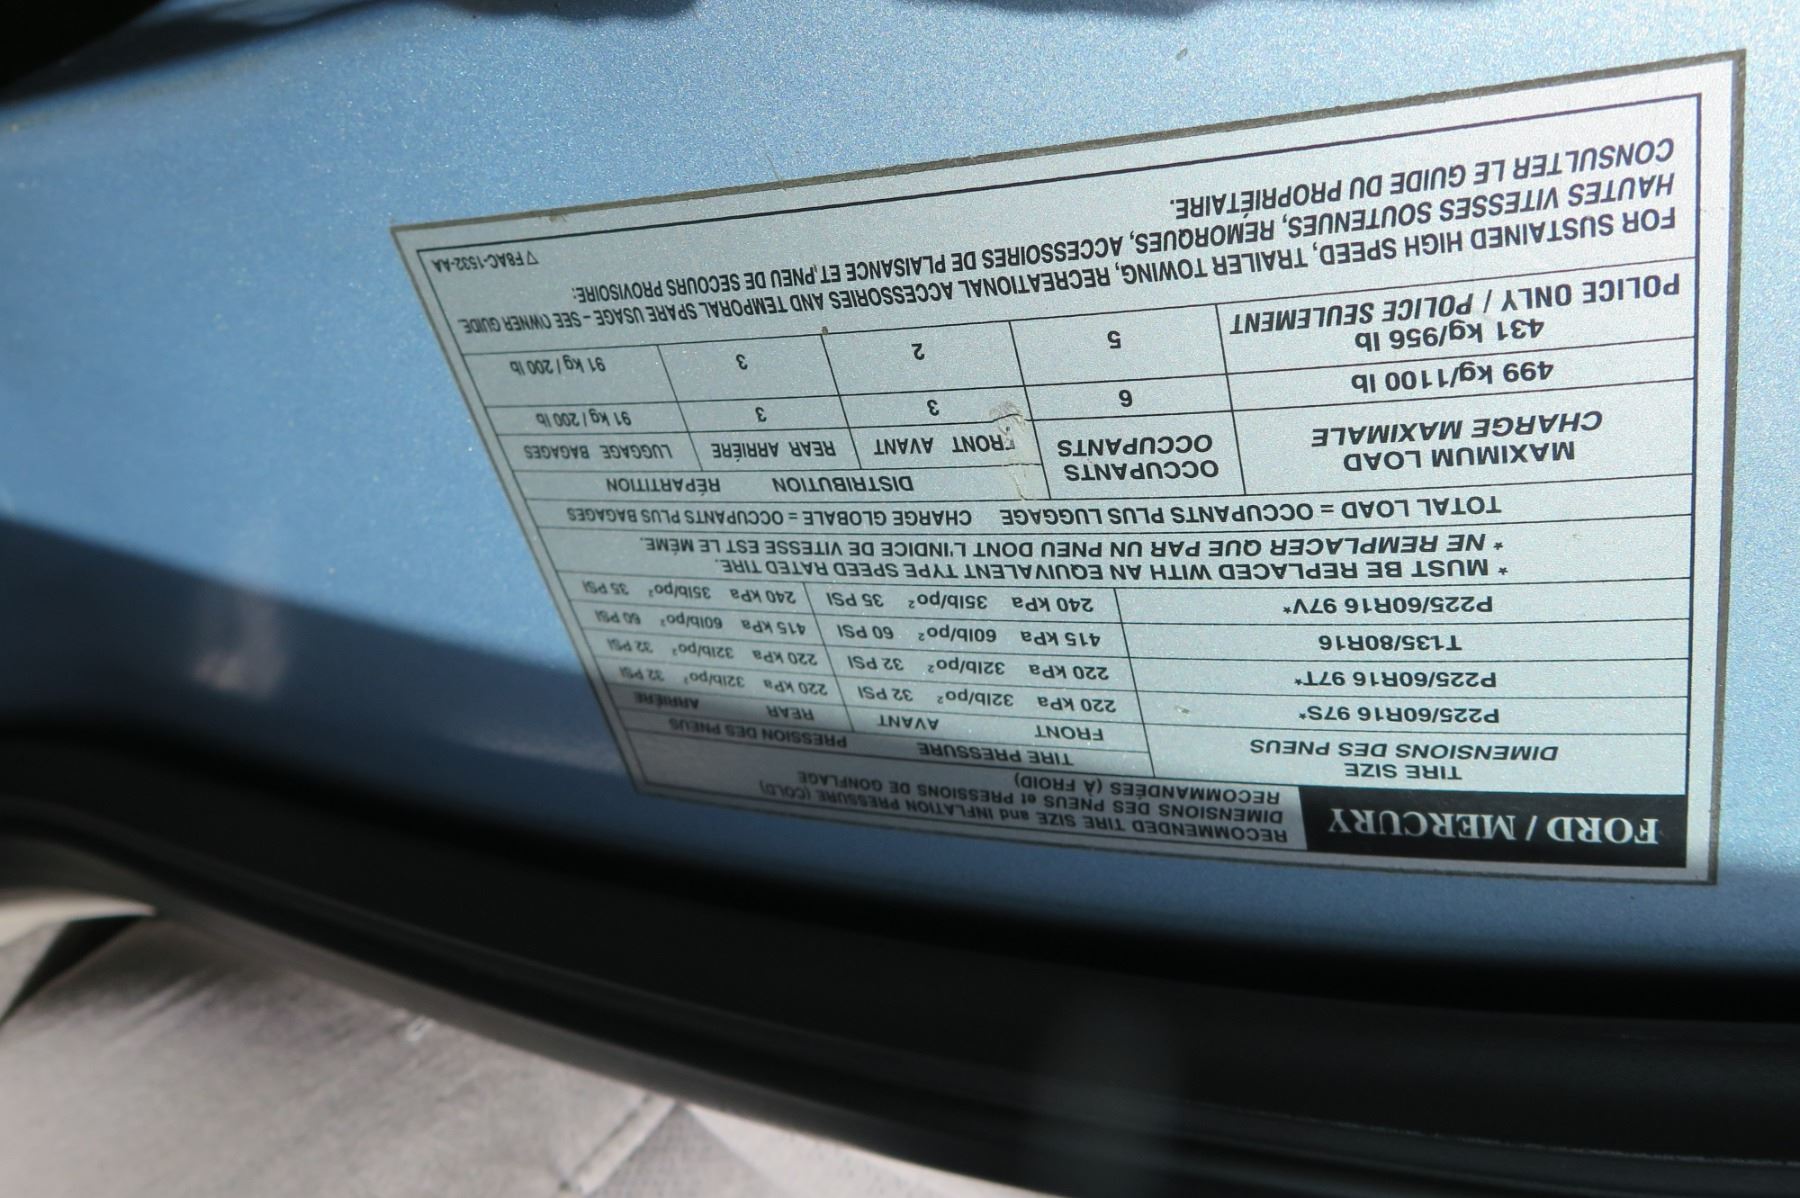 FORD / MERCURY
RECOMMENDED TIRE SIZE and INFLATION PRESSURE (COLD)
DIMENSIONS DES PNEUS et PRESSIONS DE GONFLAGE
RECOMMANDÉES (À FROID)
TIRE SIZE TIRE PRESSURE PRESSION DES PNEUS
DIMENSIONS DES PNEUS FRONT AVANT REAR ARRIÈRE
P225/60R16 97S* 220 kPa 32lb/po² 32 PSI 220 kPa 32lb/po² 32 PSI
P225/60R16 97T* 220 kPa 32lb/po² 32 PSI 220 kPa 32lb/po² 32 PSI
T135/80R16 415 kPa 60lb/po² 60 PSI 415 kPa 60lb/po² 60 PSI
P225/60R16 97V* 240 kPa 35lb/po² 35 PSI 240 kPa 35lb/po² 35 PSI
* MUST BE REPLACED WITH AN EQUIVALENT TYPE SPEED RATED TIRE.
* NE REMPLACER QUE PAR UN PNEU DONT L'INDICE DE VITESSE EST LE MÊME.
TOTAL LOAD = OCCUPANTS PLUS LUGGAGE CHARGE GLOBALE = OCCUPANTS PLUS BAGAGES
MAXIMUM LOAD OCCUPANTS DISTRIBUTION RÉPARTITION
CHARGE MAXIMALE OCCUPANTS FRONT AVANT REAR ARRIÈRE LUGGAGE BAGAGES
499 kg/1100 lb 6 3 3 91 kg / 200 lb
431 kg/956 lb 5 2 3 91 kg / 200 lb
POLICE ONLY / POLICE SEULEMENT
FOR SUSTAINED HIGH SPEED, TRAILER TOWING, RECREATIONAL ACCESSORIES AND TEMPORAL SPARE USAGE – SEE OWNER GUIDE.
HAUTES VITESSES SOUTENUES, REMORQUES, ACCESSOIRES DE PLAISANCE ET PNEU DE SECOURS PROVISOIRE:
CONSULTER LE GUIDE DU PROPRIÉTAIRE.
▽F8AC-1532-AA